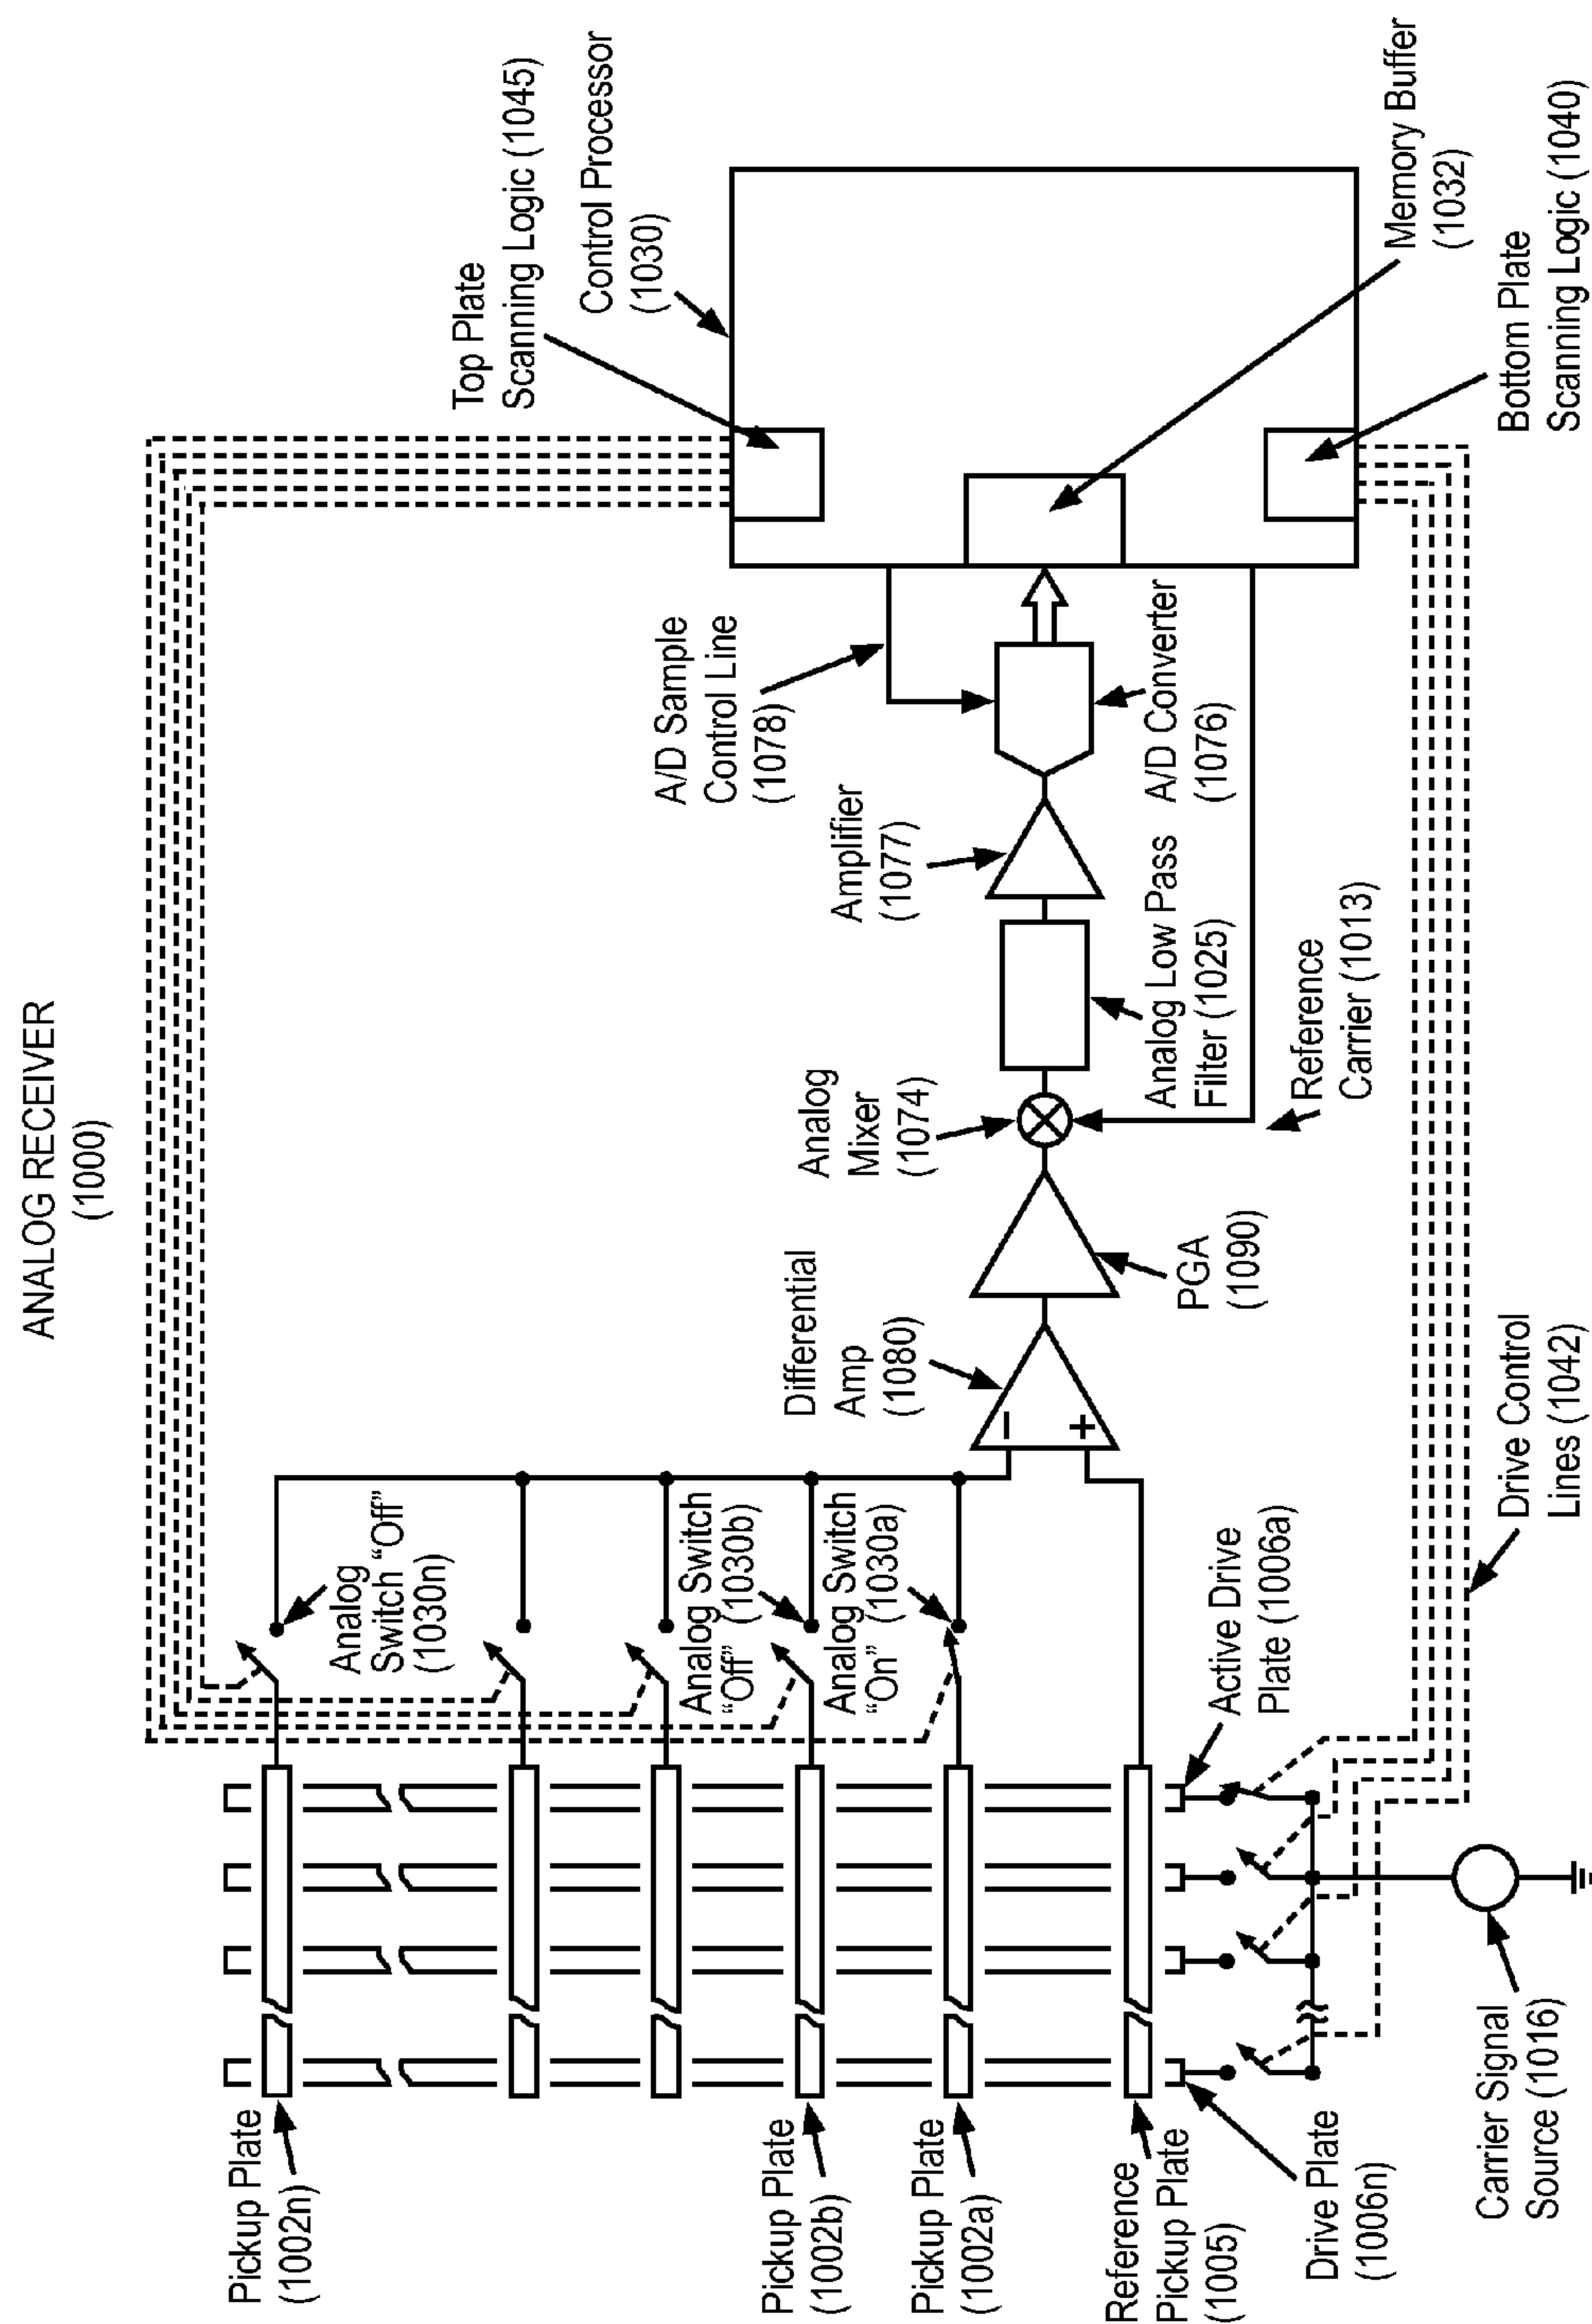 ANALOG RECEIVER
(1000)
Top Plate
Scanning Logic (1045)
Control Processor
(1030)
Memory Buffer
(1032)
Bottom Plate
Scanning Logic (1040)
A/D Sample
Control Line
(1078)
A/D Converter
(1076)
Amplifier
(1077)
Analog Low Pass
Filter (1025)
Reference
Carrier (1013)
Analog
Mixer
(1074)
PGA
(1090)
Differential
Amp
(1080)
−
+
Drive Control
Lines (1042)
Analog
Switch “Off”
(1030n)
Analog Switch
“Off” (1030b)
Analog Switch
“On” (1030a)
Active Drive
Plate (1006a)
Pickup Plate
(1002n)
Pickup Plate
(1002b)
Pickup Plate
(1002a)
Reference
Pickup Plate
(1005)
Drive Plate
(1006n)
Carrier Signal
Source (1016)